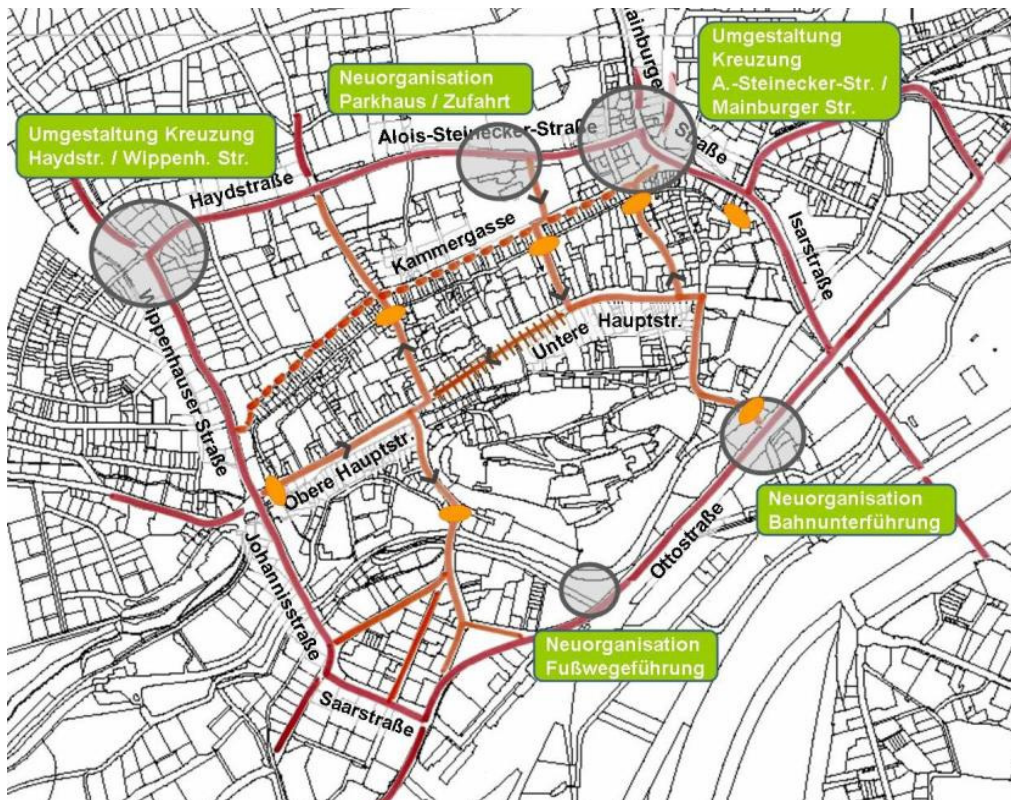 Umgestaltung
Kreuzung
A.-Steinecker-Str. /
Mainburger Str.
Neuorganisation
Parkhaus / Zufahrt
Umgestaltung Kreuzung
Haydstr. / Wippenh. Str.
Mainburger
Straße
Alois-Steinecker-Straße
Haydstraße
Kammergasse
Isarstraße
Wippenhauser Straße
Untere
Hauptstr.
Obere Hauptstr.
Neuorganisation
Bahnunterführung
Ottostraße
Johannisstraße
Neuorganisation
Fußwegeführung
Saarstraße